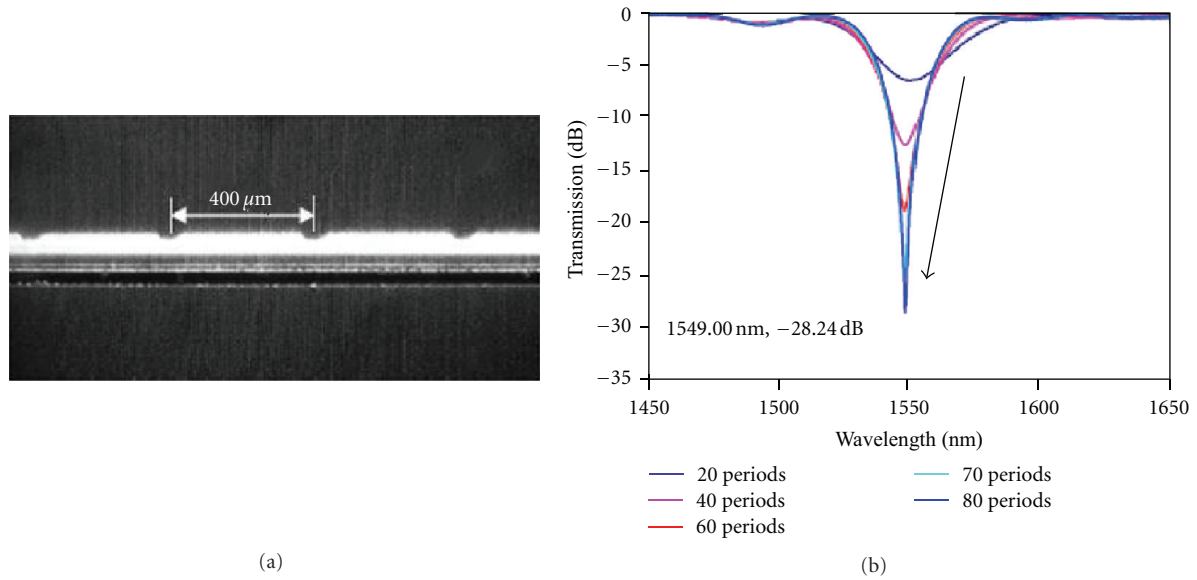 400 μm
(a)
0
−5
−10
−15
−20
−25
−30
−35
Transmission (dB)
1549.00 nm, −28.24 dB
1450
1500
1550
1600
1650
Wavelength (nm)
20 periods
40 periods
60 periods
70 periods
80 periods
(b)